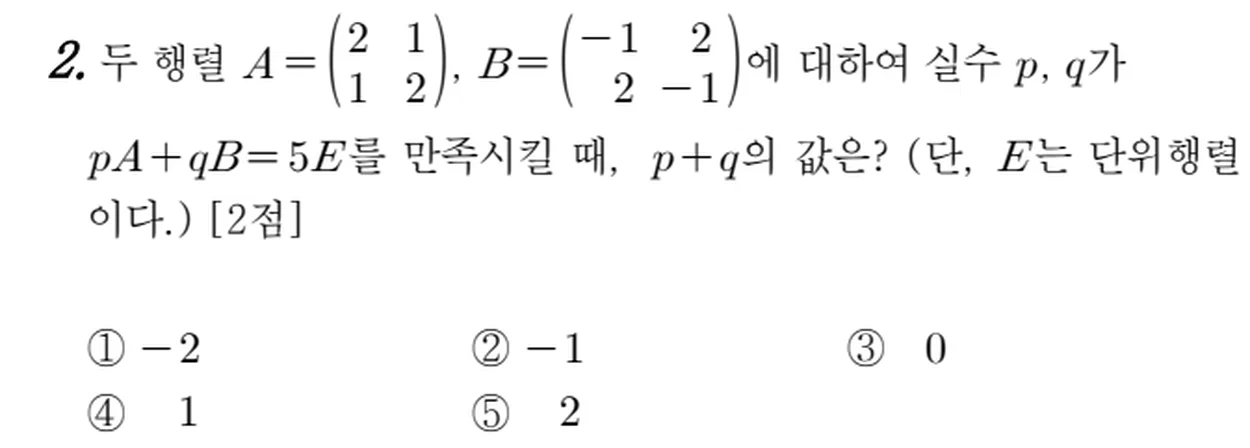 2. 두 행렬 A=(2 1 / 1 2), B=(-1 2 / 2 -1)에 대하여 실수 p, q가
pA+qB=5E를 만족시킬 때, p+q의 값은? (단, E는 단위행렬
이다.) [2점]
① -2 ② -1 ③ 0
④ 1 ⑤ 2